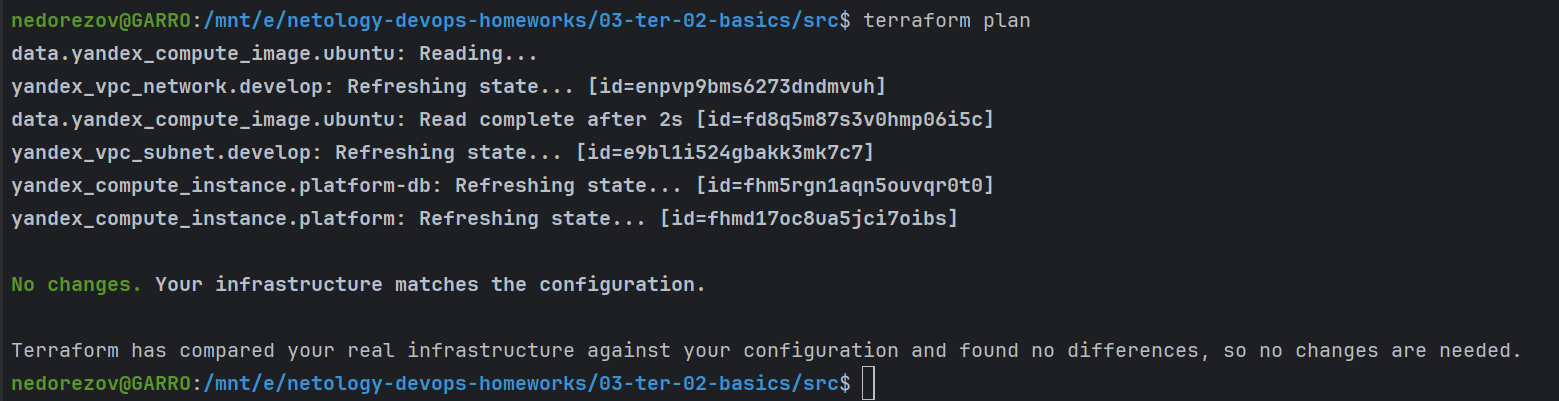 nedorezov@GARRO:/mnt/e/netology-devops-homeworks/03-ter-02-basics/src$ terraform plan
data.yandex_compute_image.ubuntu: Reading...
yandex_vpc_network.develop: Refreshing state... [id=enpvp9bms6273dndmvuh]
data.yandex_compute_image.ubuntu: Read complete after 2s [id=fd8q5m87s3v0hmp06i5c]
yandex_vpc_subnet.develop: Refreshing state... [id=e9bl1i524gbakk3mk7c7]
yandex_compute_instance.platform-db: Refreshing state... [id=fhm5rgn1aqn5ouvqr0t0]
yandex_compute_instance.platform: Refreshing state... [id=fhmd17oc8ua5jci7oibs]
No changes. Your infrastructure matches the configuration.
Terraform has compared your real infrastructure against your configuration and found no differences, so no changes are needed.
nedorezov@GARRO:/mnt/e/netology-devops-homeworks/03-ter-02-basics/src$